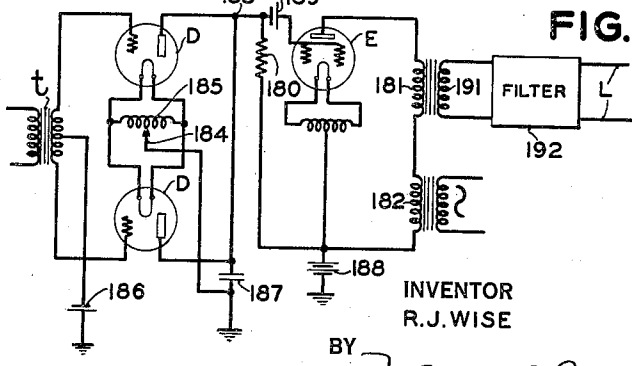 FIG.
D
E
t
185
180
181
191
FILTER
L
184
192
D
182
186
187
188
INVENTOR
R.J.WISE
BY